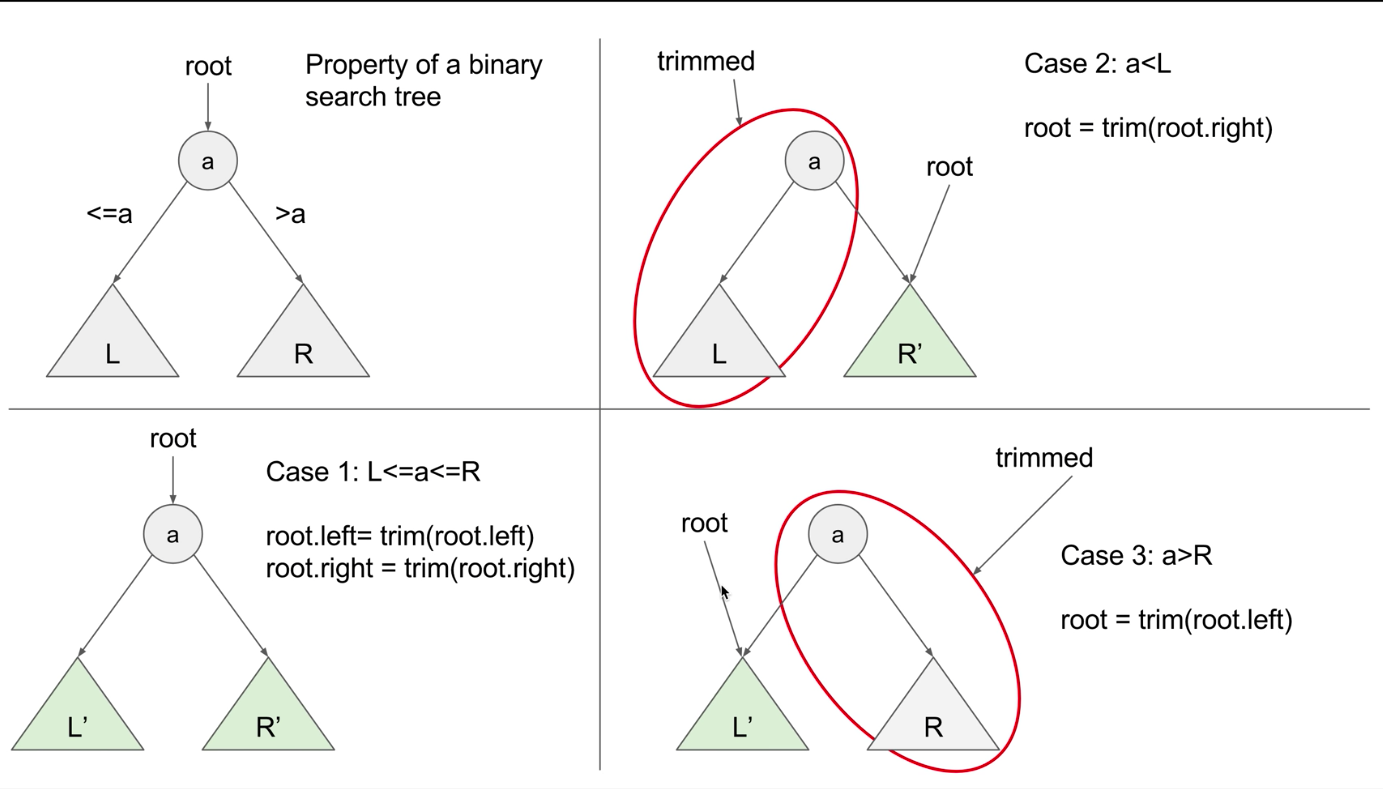 root
Property of a binary
search tree
a
<=a
>a
L
R
trimmed
Case 2: a<L
root = trim(root.right)
a
root
L
R’
root
Case 1: L<=a<=R
a
root.left= trim(root.left)
root.right = trim(root.right)
L’
R’
trimmed
root
a
Case 3: a>R
root = trim(root.left)
L’
R